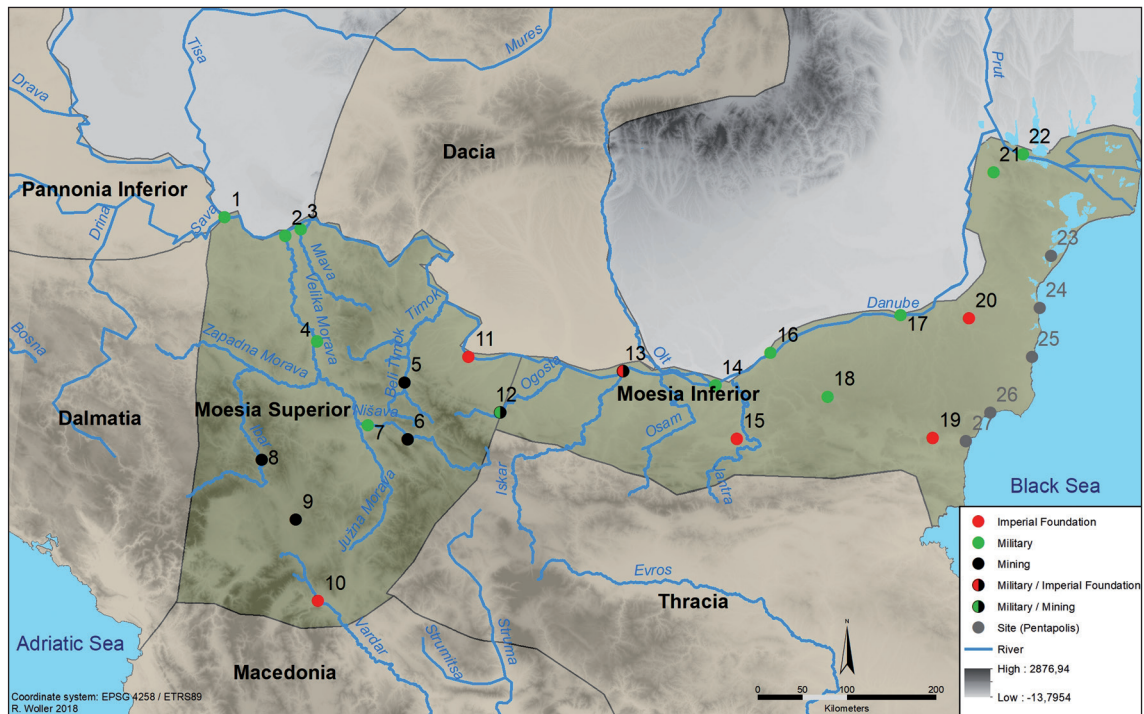 Tisa
Mures
Prut
Drava
Dacia
22
21
Pannonia Inferior
1
Sava
2
3
Drina
Mlava
23
Velika Morava
24
Danube
20
Timok
17
4
Bosna
Zapadna Morava
11
16
25
13
Olt
5
Beli Timok
14
Ogosta
Moesia Inferior
18
Dalmatia
Moesia Superior
12
26
Nišava
6
7
Osam
15
19
27
Ibar
8
Iskar
Iantra
Black Sea
9
Južna Morava
10
Evros
Thracia
Vardar
Strumitsa
Struma
Adriatic Sea
Macedonia
Imperial Foundation
Military
Mining
Military / Imperial Foundation
Military / Mining
Site (Pentapolis)
River
High : 2876,94
Low : -13,7954
N
0 50 100 200
Kilometers
Coordinate system: EPSG 4258 / ETRS89
R. Woller 2018